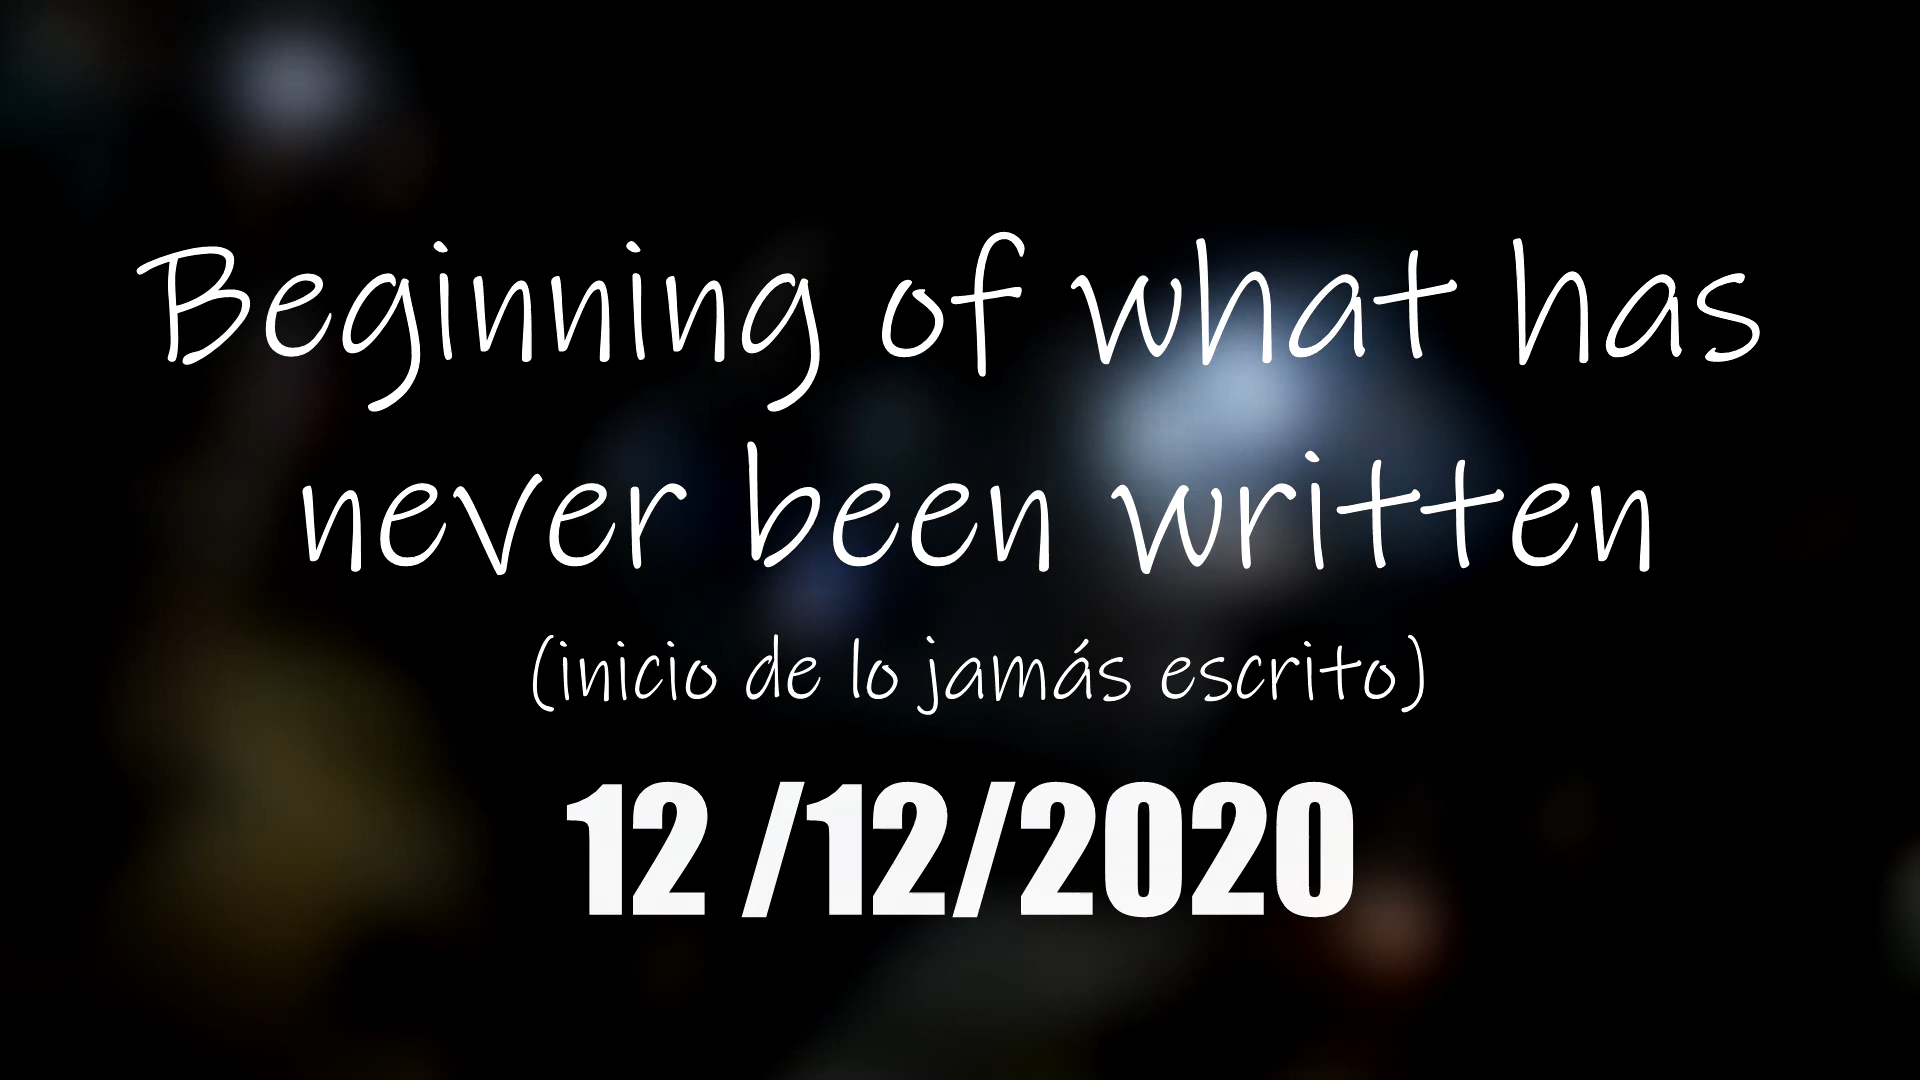 Beginning of what has
never been written
(inicio de lo jamás escrito)
12 /12/2020